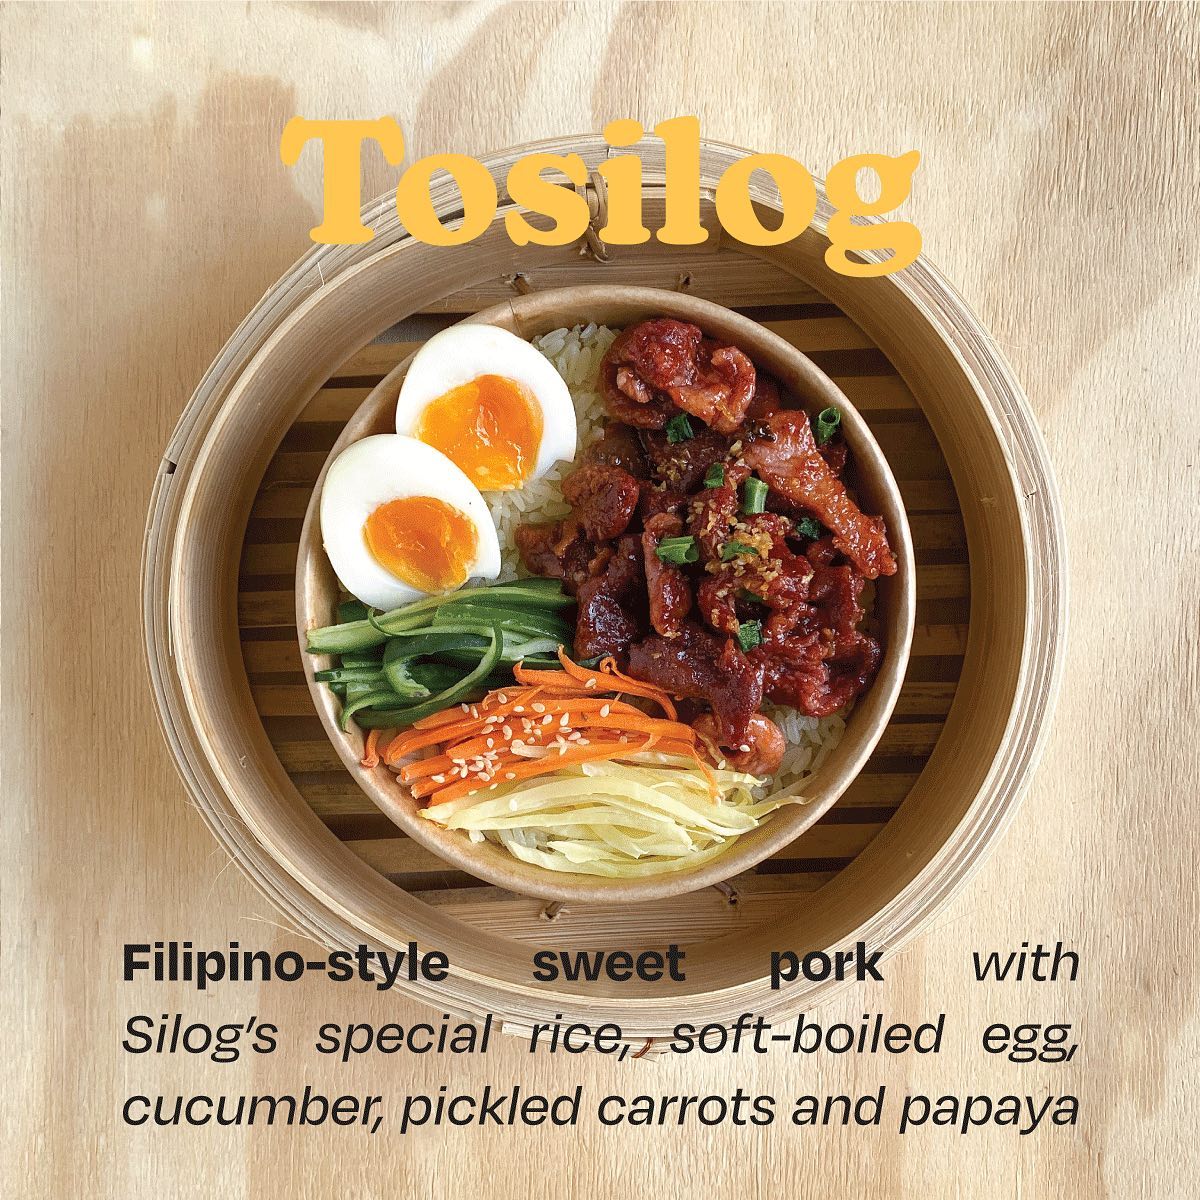 Tosilog
Filipino-style sweet pork with
Silog's special rice, soft-boiled egg,
cucumber, pickled carrots and papaya